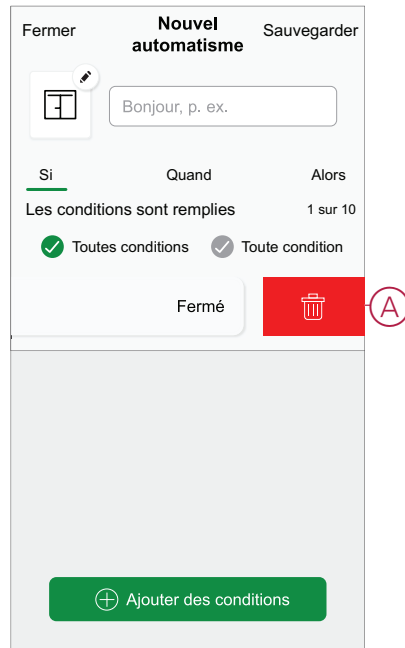 Fermer Nouvel automatisme Sauvegarder
Bonjour, p. ex.
Si Quand Alors
Les conditions sont remplies 1 sur 10
Toutes conditions Toute condition
Fermé
A
Ajouter des conditions